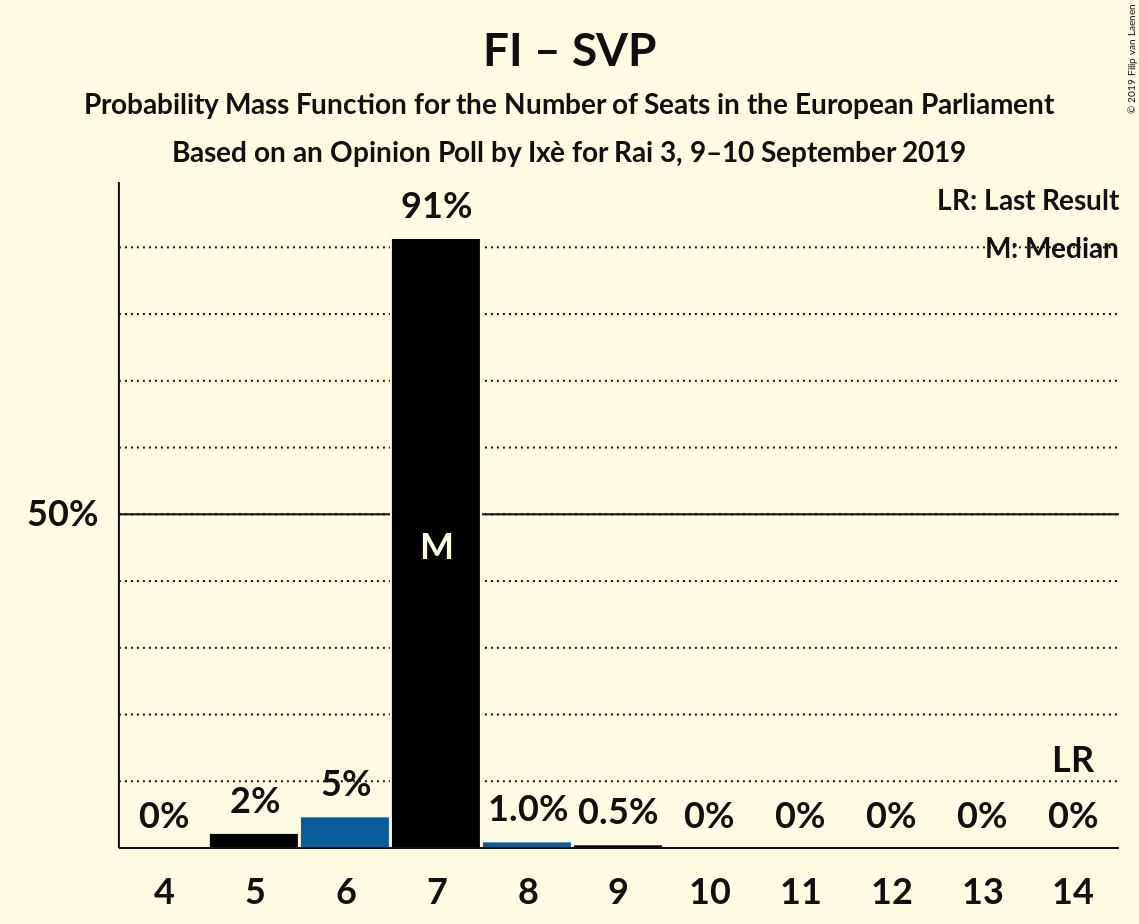 FI – SVP
Probability Mass Function for the Number of Seats in the European Parliament
Based on an Opinion Poll by Ixè for Rai 3, 9–10 September 2019
© 2019 Filip van Laenen
LR: Last Result
M: Median
50%
0%
2%
5%
91%
M
1.0%
0.5%
0%
0%
0%
0%
LR
0%
4 5 6 7 8 9 10 11 12 13 14